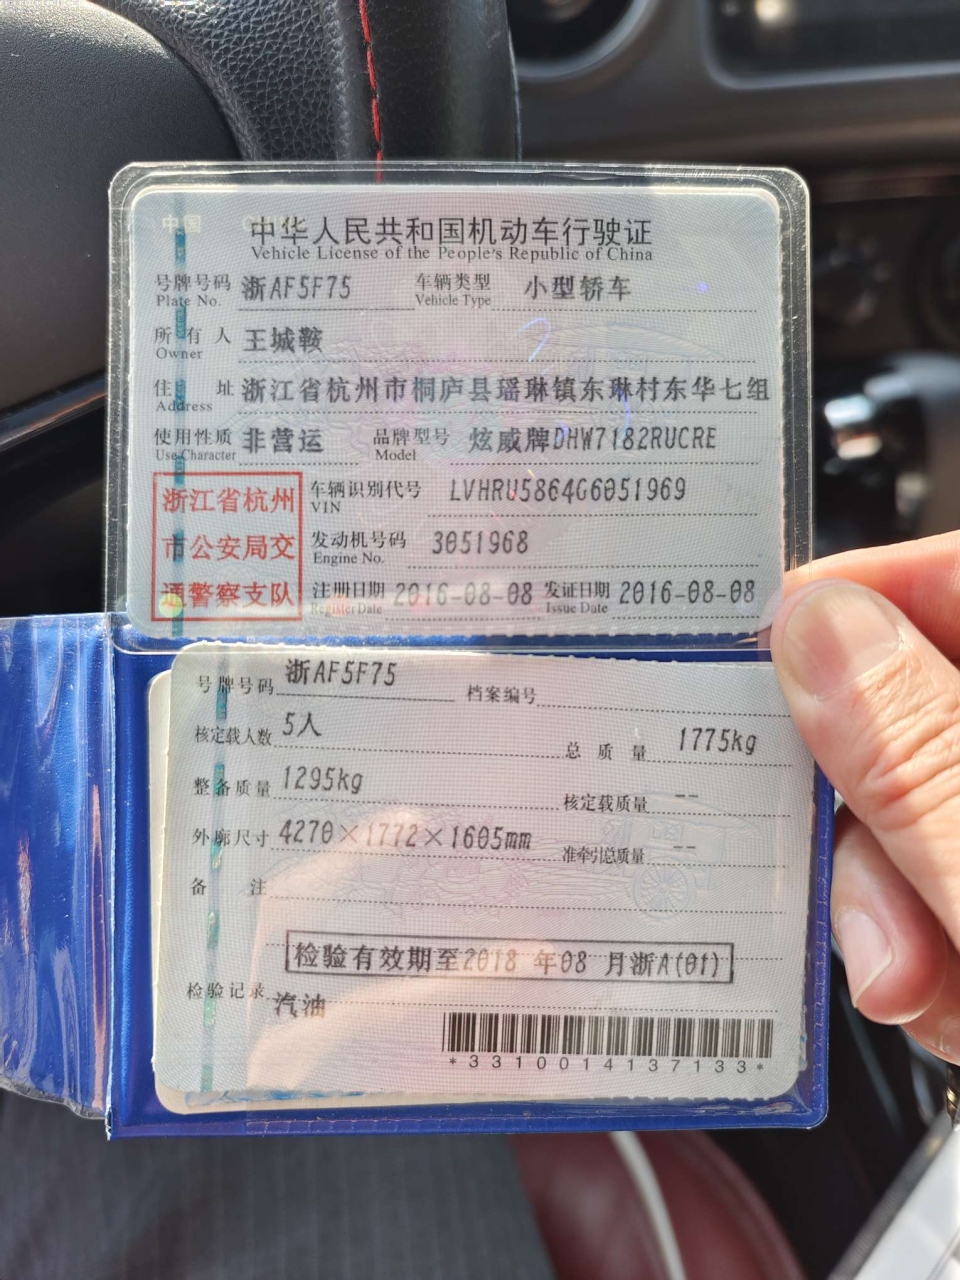 中国
中华人民共和国机动车行驶证
Vehicle License of the People's Republic of China
号牌号码 浙AF5F75 车辆类型 小型轿车
Plate No. Vehicle Type
所有人 王城鞍
Owner
住址 浙江省杭州市桐庐县瑶琳镇东琳村东华七组
Address
使用性质 非营运 品牌型号 炫威牌DHW7182RUCRE
Use Character Model
浙江省杭州
市公安局交
通警察支队
车辆识别代号 LVHRU5864G6051969
VIN
发动机号码 3051968
Engine No.
注册日期 2016-08-08 发证日期 2016-08-08
Register Date Issue Date
号牌号码 浙AF5F75 档案编号
核定载人数 5人 总质量 1775kg
整备质量 1295kg 核定载质量 --
外廓尺寸 4270×1772×1605mm 准牵引总质量 --
备注
检验有效期至2018 年08 月浙A(01)
检验记录 汽油
*3310014137133*